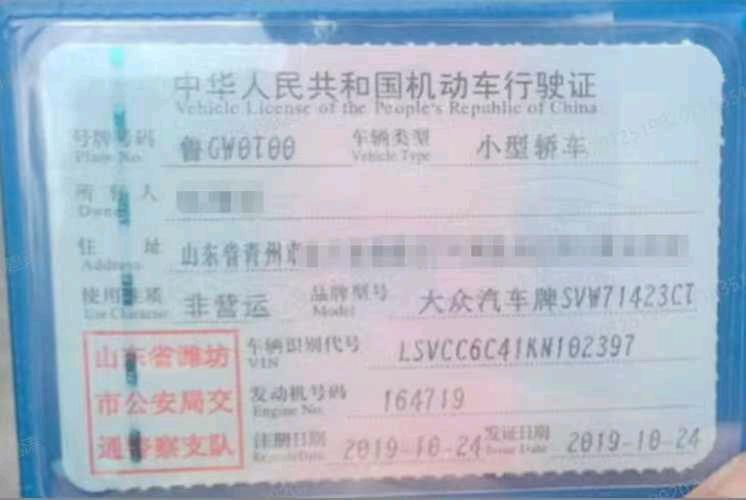 中华人民共和国机动车行驶证
Vehicle License of the People's Republic of China
号牌号码 鲁GW0T00 车辆类型 小型轿车
Plate No. Vehicle Type
所有人
Owner
住 址 山东省青州市
Address
使用性质 非营运 品牌型号 大众汽车牌SVW71423CT
Use Character Model
山东省潍坊
市公安局交
通警察支队
车辆识别代号 LSVCC6C41KN102397
VIN
发动机号码 164719
Engine No.
注册日期 2019-10-24 发证日期 2019-10-24
Register Date Issue Date